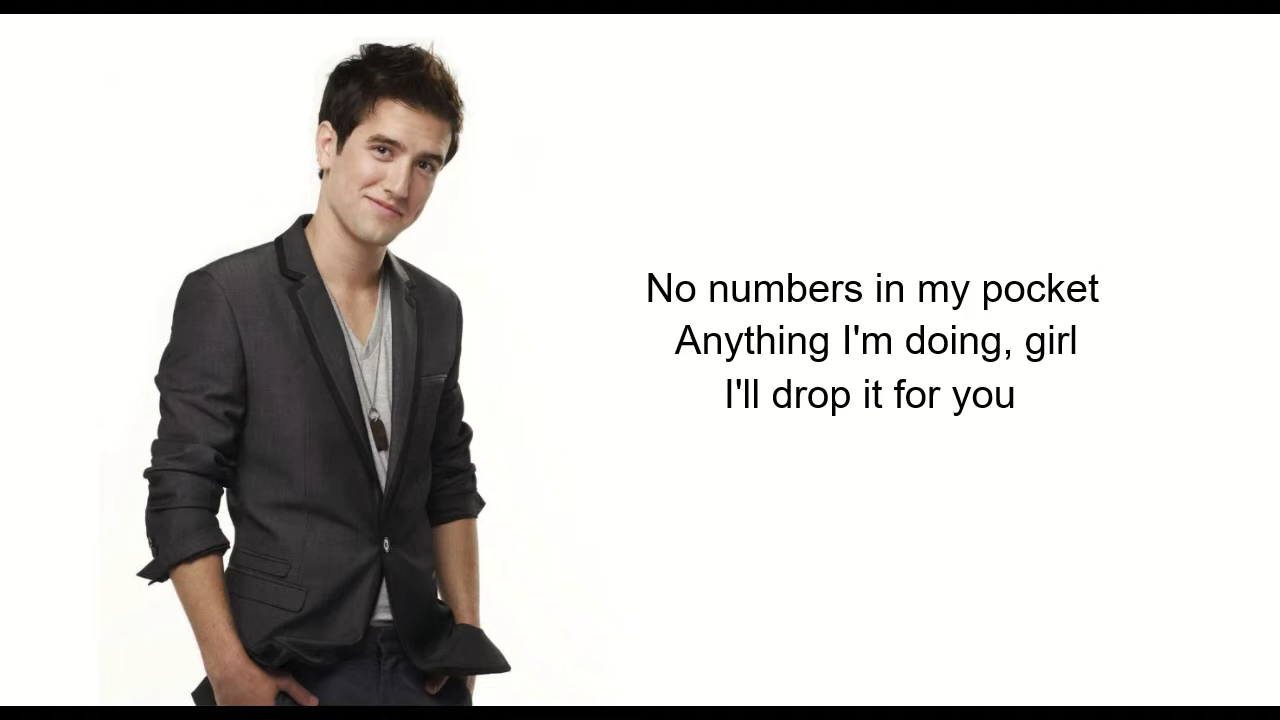 No numbers in my pocket
Anything I'm doing, girl
I'll drop it for you